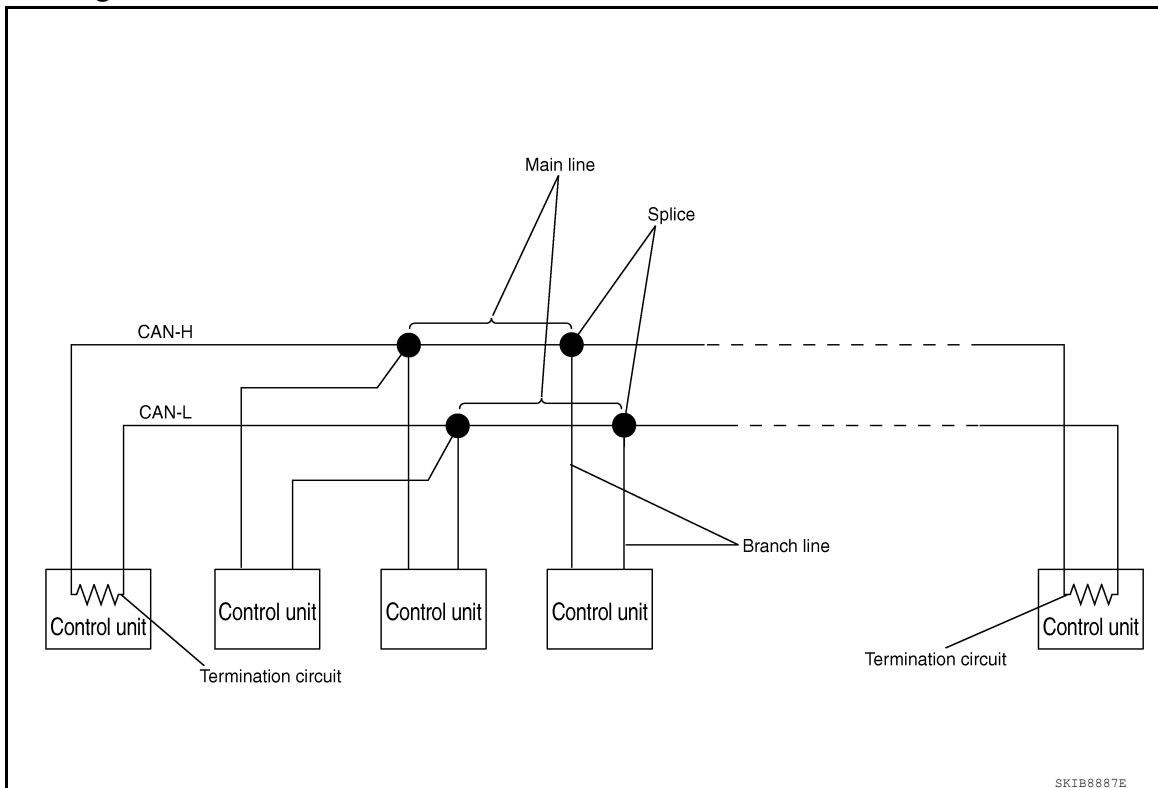 Main line
Splice
CAN-H
CAN-L
Branch line
Control unit
Control unit
Control unit
Control unit
Control unit
Termination circuit
Termination circuit
SKIB8887E